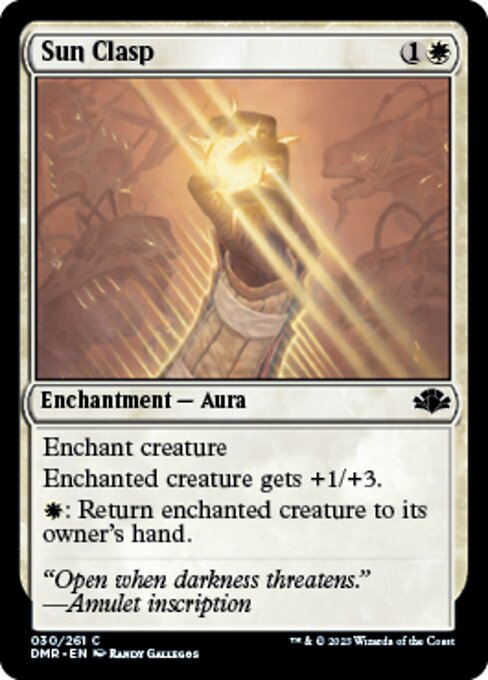 Sun Clasp 1
Enchantment — Aura
Enchant creature
Enchanted creature gets +1/+3.
: Return enchanted creature to its
owner's hand.
“Open when darkness threatens.”
—Amulet inscription
030/261 C
DMR • EN Randy Gallegos
™ & © 2023 Wizards of the Coast